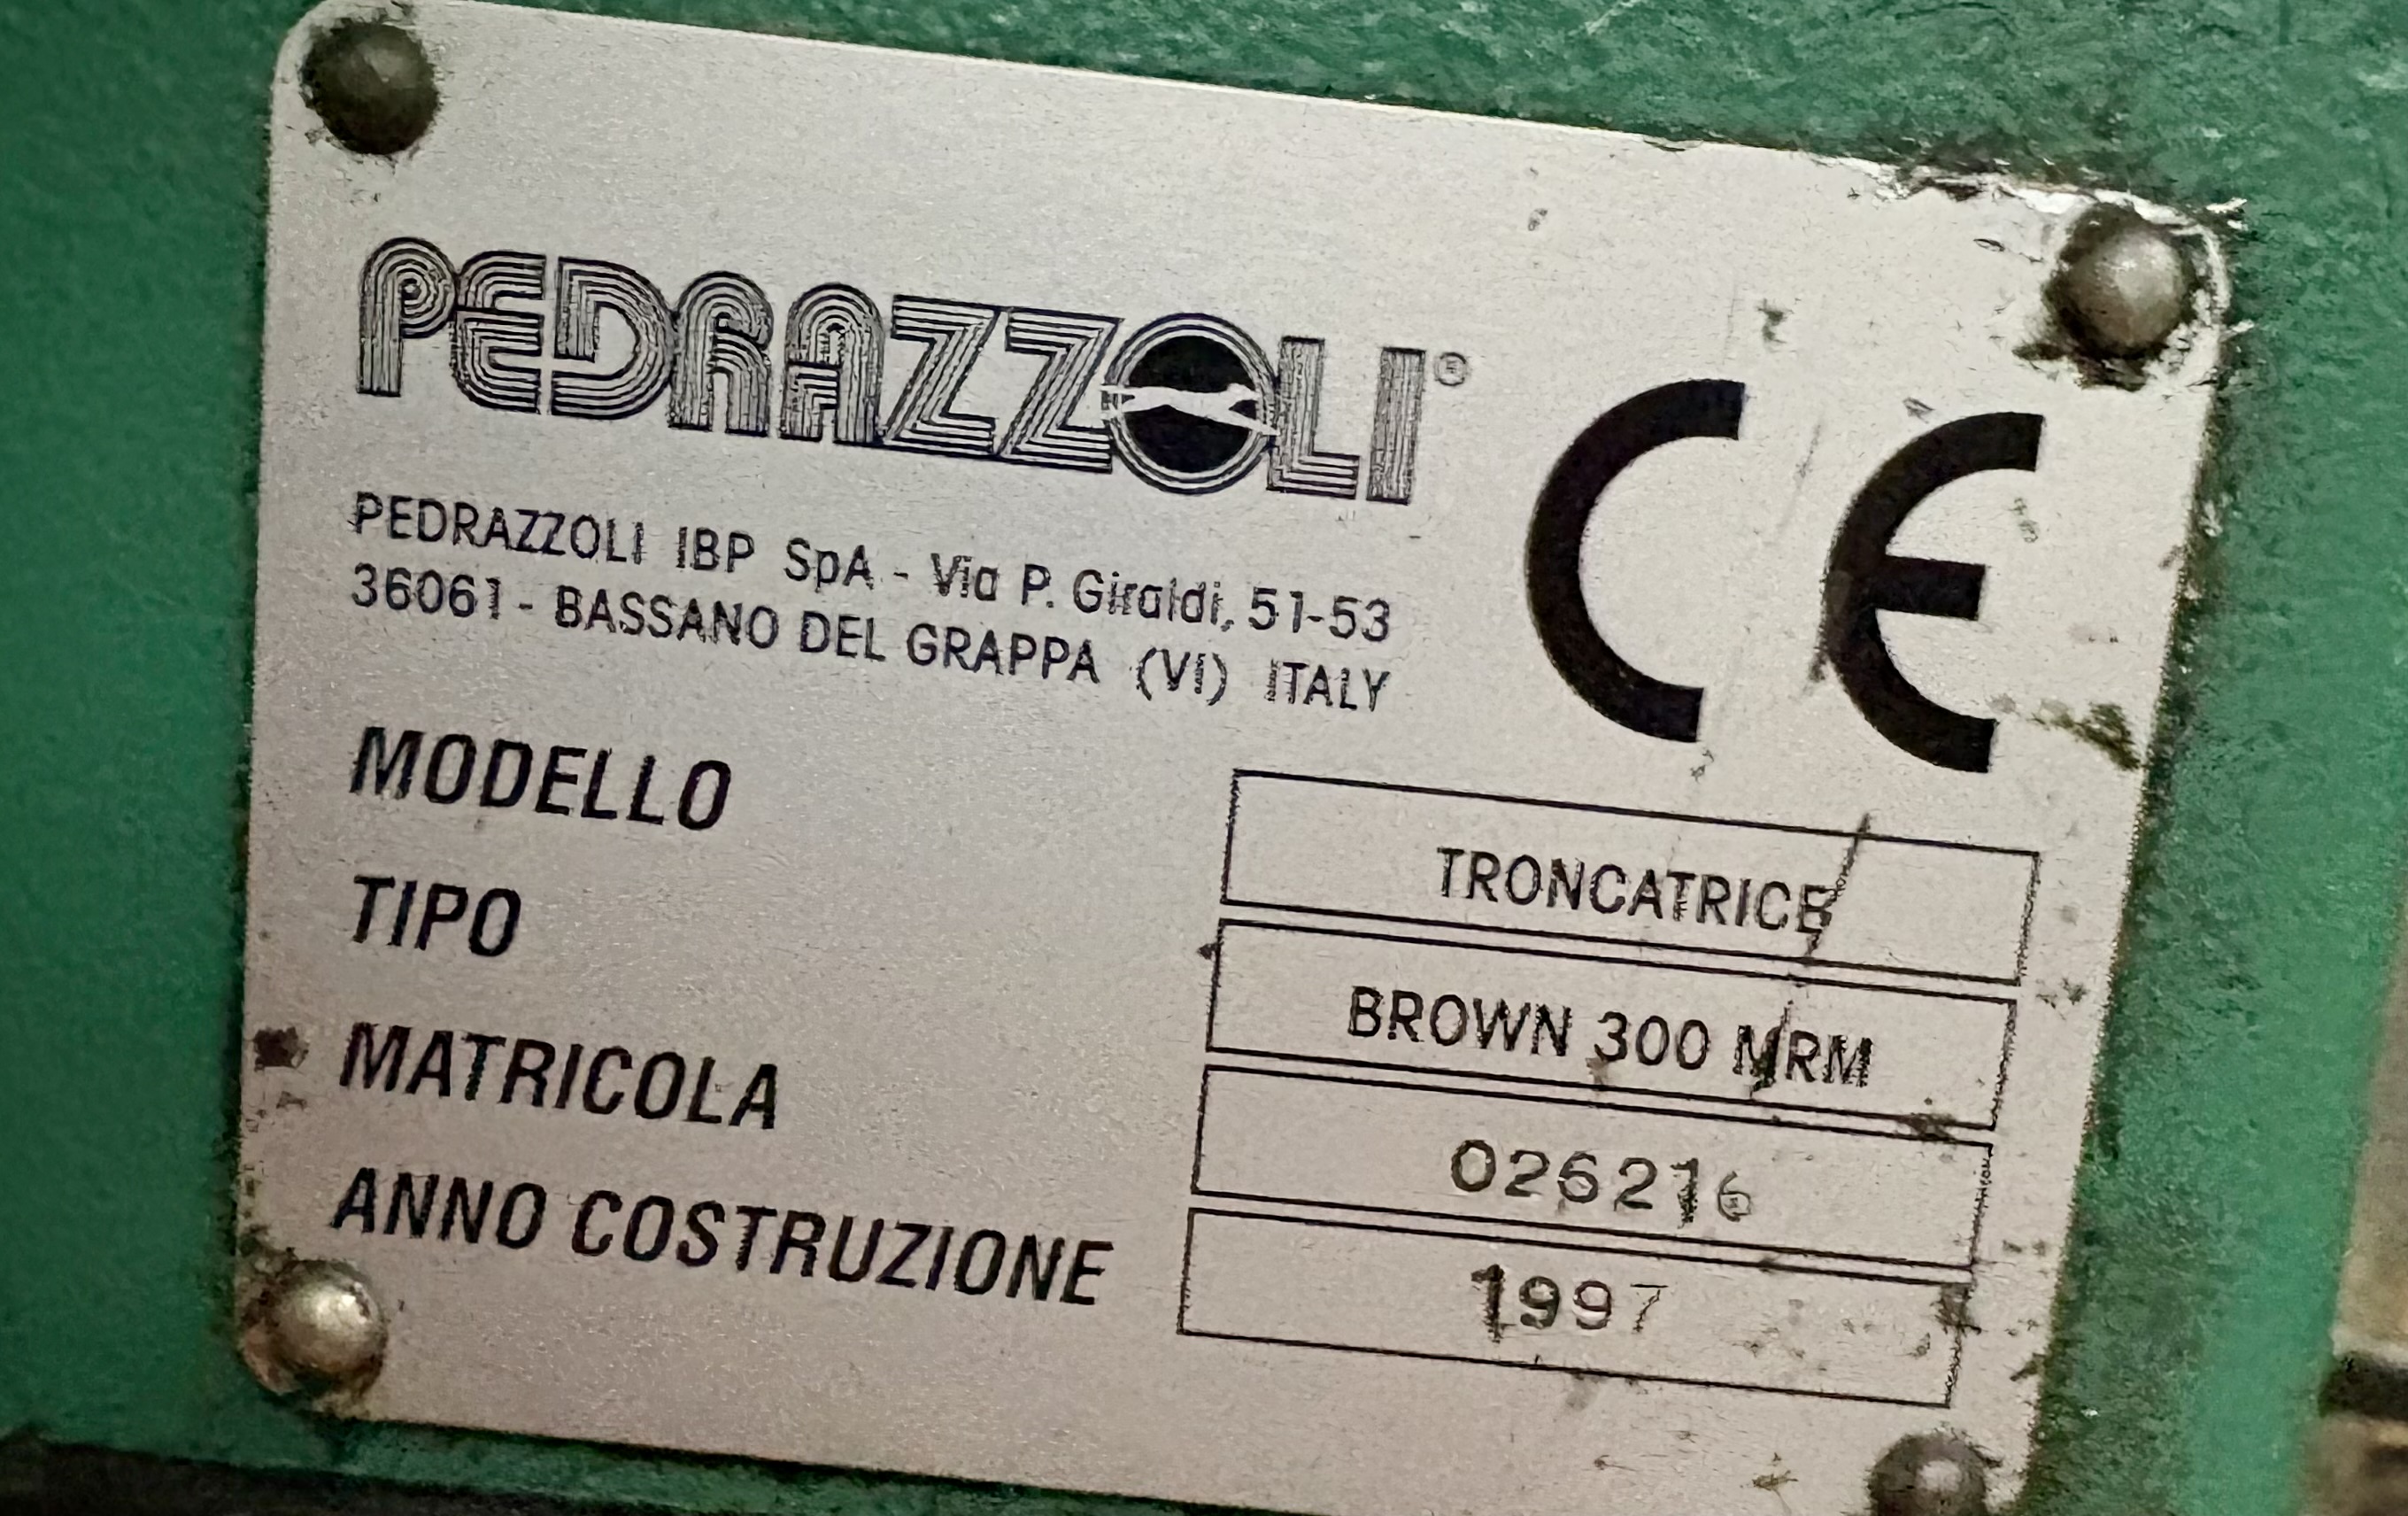 PEDRAZZOLI®
PEDRAZZOLI IBP SpA - Via P. Giraldi, 51-53
36061 - BASSANO DEL GRAPPA (VI) ITALY
CE
MODELLO TRONCATRICE
TIPO BROWN 300 MRM
MATRICOLA 026216
ANNO COSTRUZIONE 1997